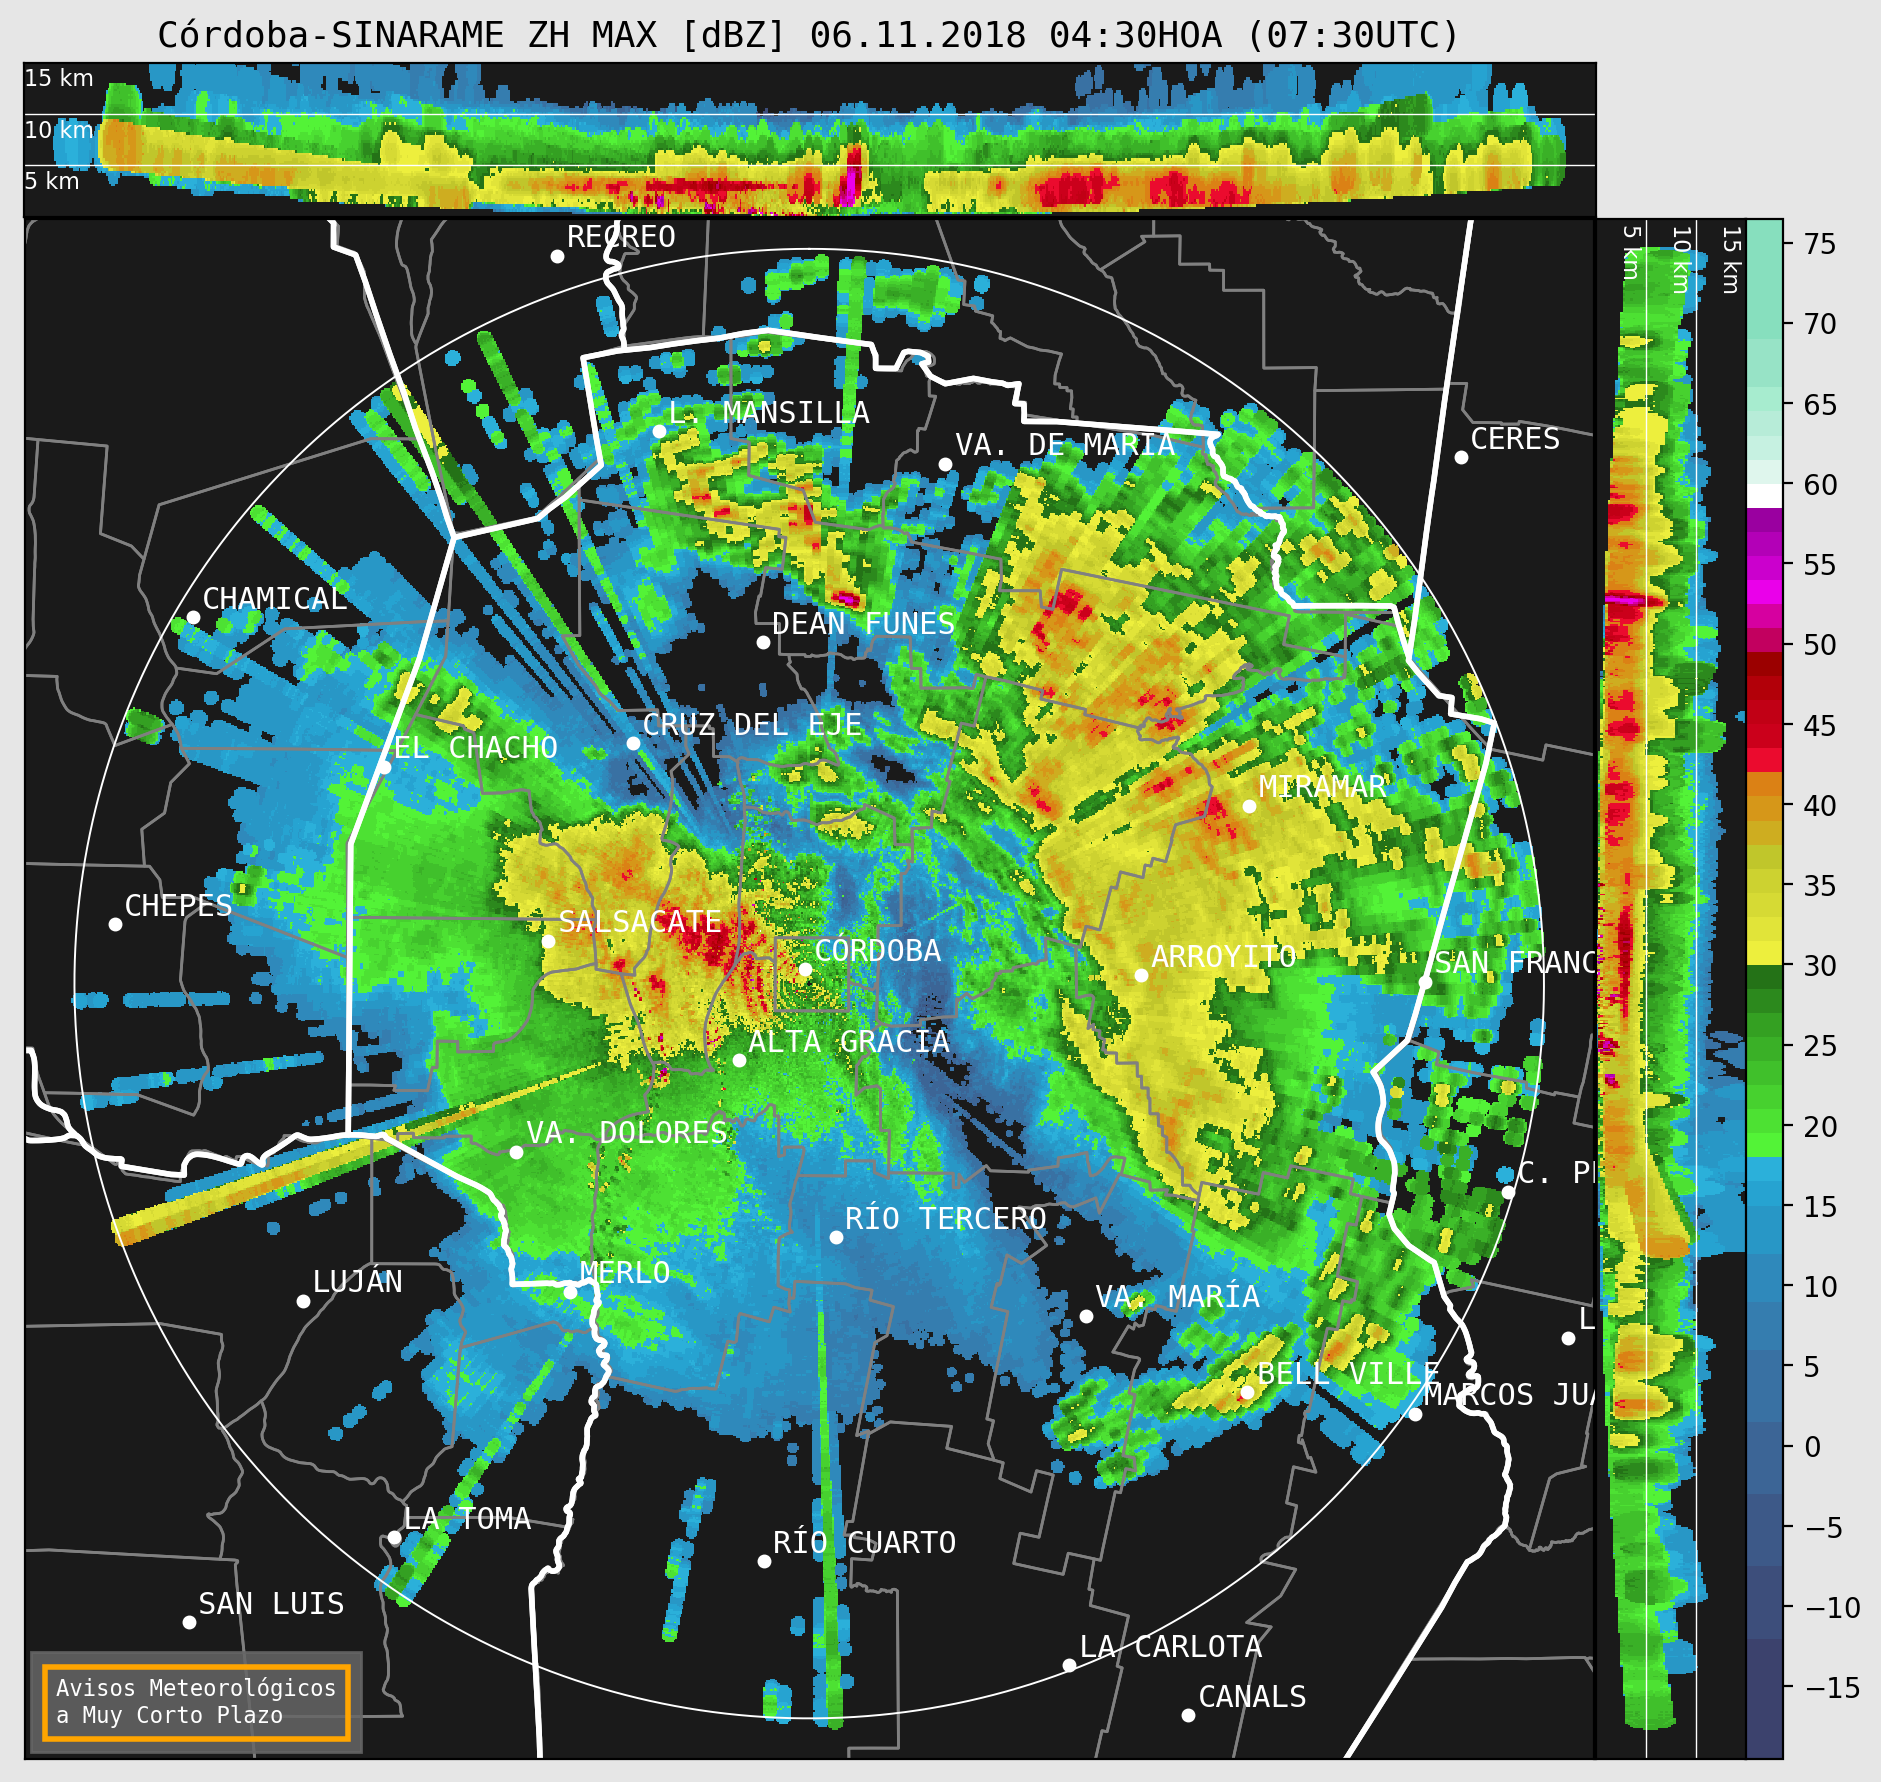 Córdoba-SINARAME ZH MAX [dBZ] 06.11.2018 04:30HOA (07:30UTC)
15 km
10 km
5 km
5 km
10 km
15 km
RECREO
L. MANSILLA
VA. DE MARIA
CERES
CHAMICAL
DEAN FUNES
CRUZ DEL EJE
EL CHACHO
MIRAMAR
CHEPES
SALSACATE
CÓRDOBA
ARROYITO
SAN FRANC
ALTA GRACIA
VA. DOLORES
C. PE
RÍO TERCERO
MERLO
LUJÁN
VA. MARÍA
L
BELL VILLE
MARCOS JUA
LA TOMA
RÍO CUARTO
SAN LUIS
LA CARLOTA
CANALS
Avisos Meteorológicos
a Muy Corto Plazo
75
70
65
60
55
50
45
40
35
30
25
20
15
10
5
0
−5
−10
−15